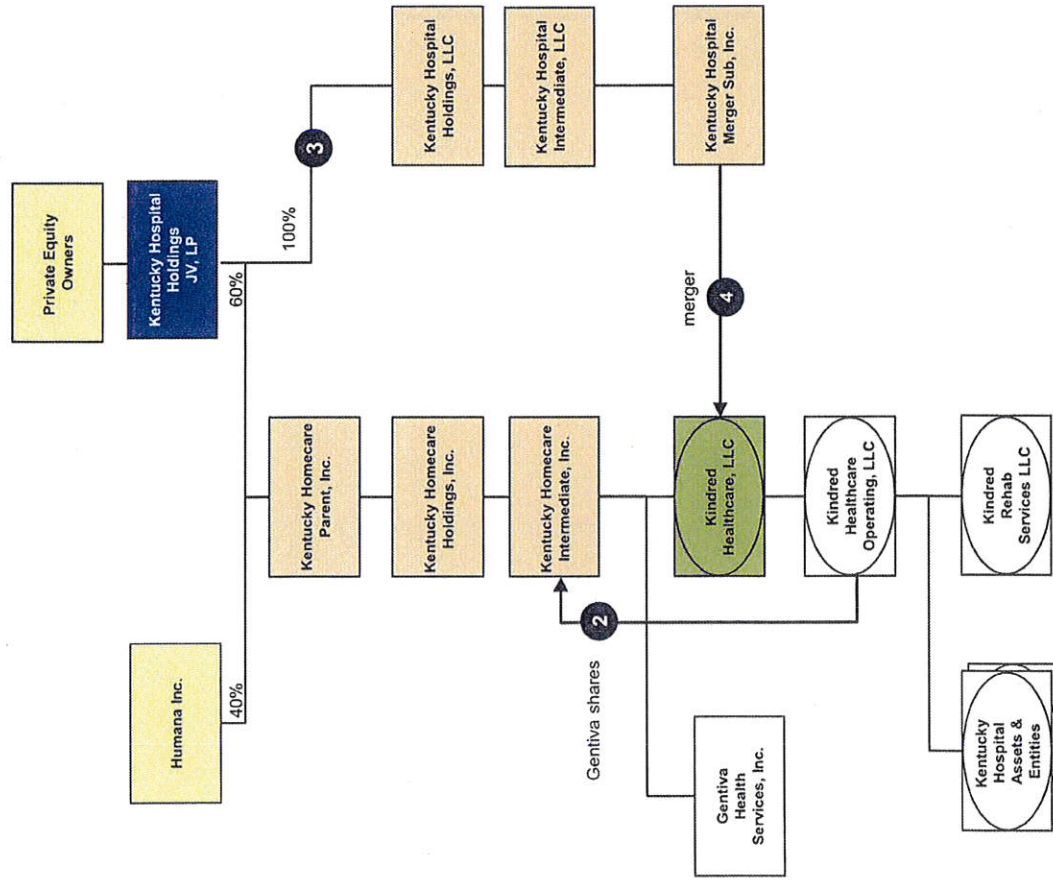 Private Equity
Owners
Kentucky Hospital
Holdings
JV, LP
Humana Inc.
40%
60%
100%
3
Kentucky Homecare
Parent, Inc.
Kentucky Hospital
Holdings, LLC
Kentucky Homecare
Holdings, Inc.
Kentucky Hospital
Intermediate, LLC
Kentucky Homecare
Intermediate, Inc.
Kentucky Hospital
Merger Sub, Inc.
Gentiva shares
2
merger
4
Gentiva
Health
Services, Inc.
Kindred
Healthcare, LLC
Kindred
Healthcare
Operating, LLC
Kentucky
Hospital
Assets &
Entities
Kindred
Rehab
Services LLC